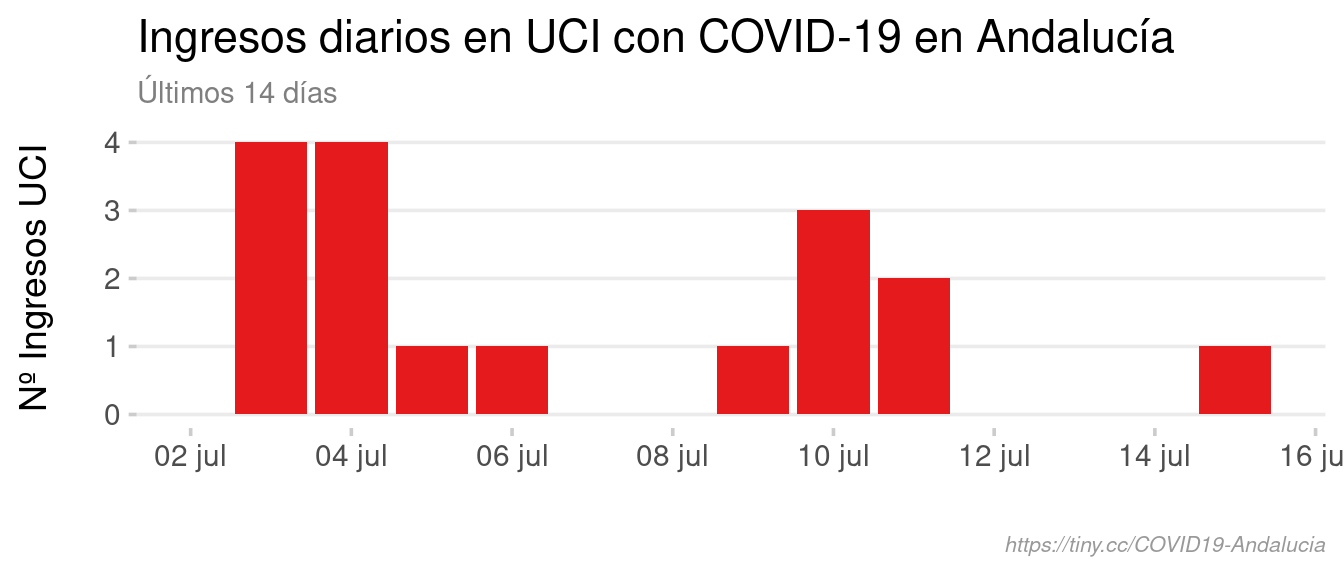 Ingresos diarios en UCI con COVID-19 en Andalucía
Últimos 14 días
Nº Ingresos UCI
4
3
2
1
0
02 jul 04 jul 06 jul 08 jul 10 jul 12 jul 14 jul 16 ju
https://tiny.cc/COVID19-Andalucia